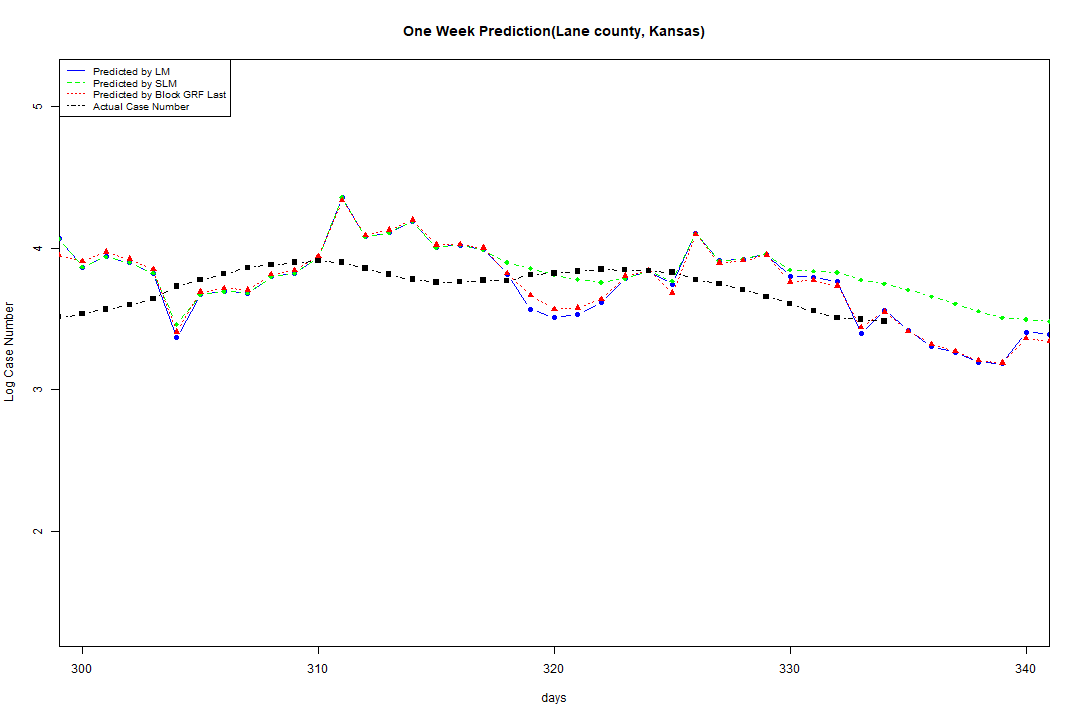 One Week Prediction(Lane county, Kansas)
Predicted by LM
Predicted by SLM
Predicted by Block GRF Last
Actual Case Number
5
4
3
2
Log Case Number
300 310 320 330 340
days